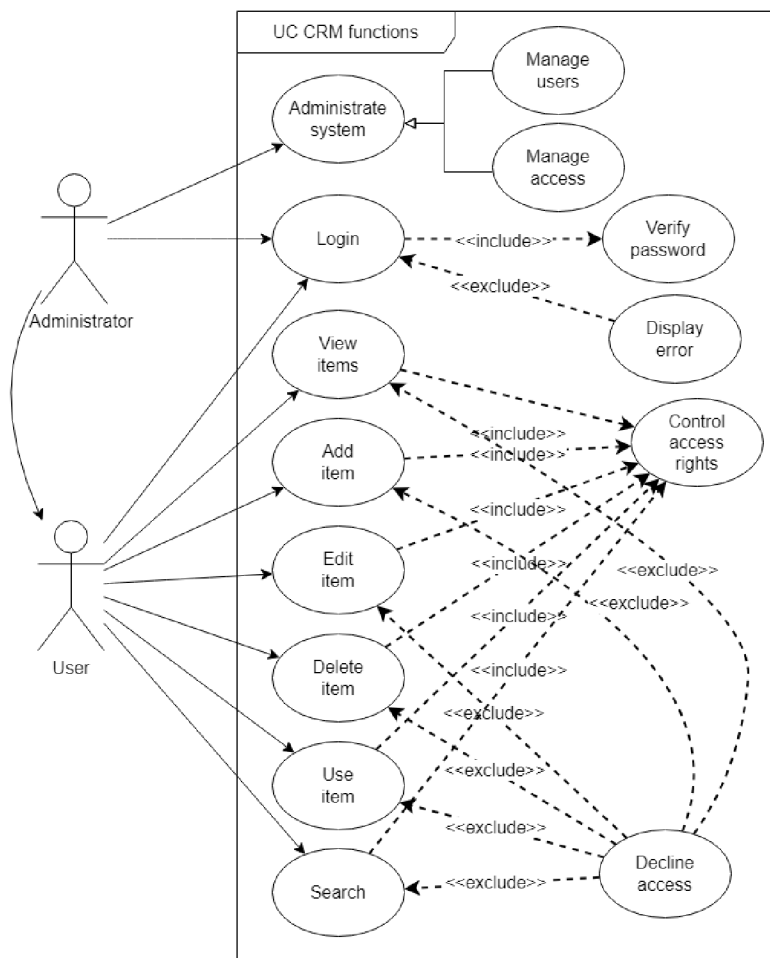 UC CRM functions
Manage
users
Administrate
system
Manage
access
Login
<<include>>
Verify
password
<<exclude>>
Administrator
Display
error
View
items
Control
access
rights
<<include>>
<<include>>
Add
item
<<include>>
Edit
item
<<include>>
<<exclude>>
<<exclude>>
<<include>>
User
Delete
item
<<include>>
<<exclude>>
Use
item
<<exclude>>
<<exclude>>
Decline
access
Search
<<exclude>>